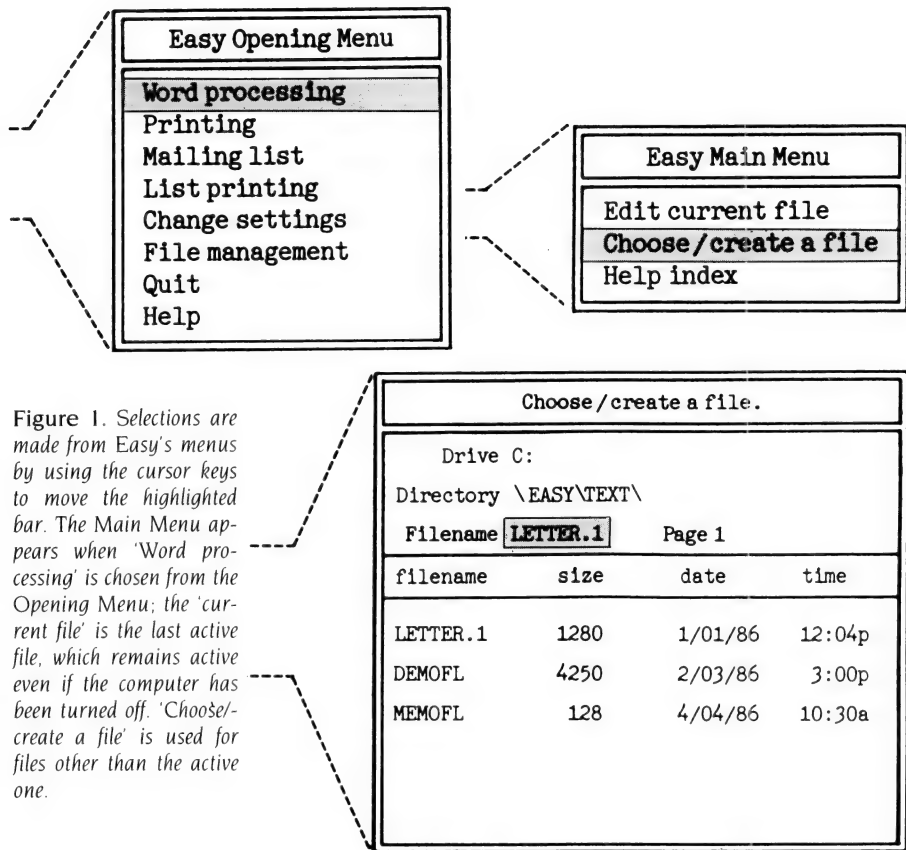 Easy Opening Menu
Word processing
Printing
Mailing list
List printing
Change settings
File management
Quit
Help
Easy Main Menu
Edit current file
Choose/create a file
Help index
Figure 1. Selections are
made from Easy's menus
by using the cursor keys
to move the highlighted
bar. The Main Menu ap-
pears when 'Word pro-
cessing' is chosen from the
Opening Menu; the 'cur-
rent file' is the last active
file, which remains active
even if the computer has
been turned off. 'Choose/-
create a file' is used for
files other than the active
one.
Choose/create a file.
Drive C:
Directory \EASY\TEXT\
Filename LETTER.1 Page 1
filename size date time
LETTER.1 1280 1/01/86 12:04p
DEMOFL 4250 2/03/86 3:00p
MEMOFL 128 4/04/86 10:30a